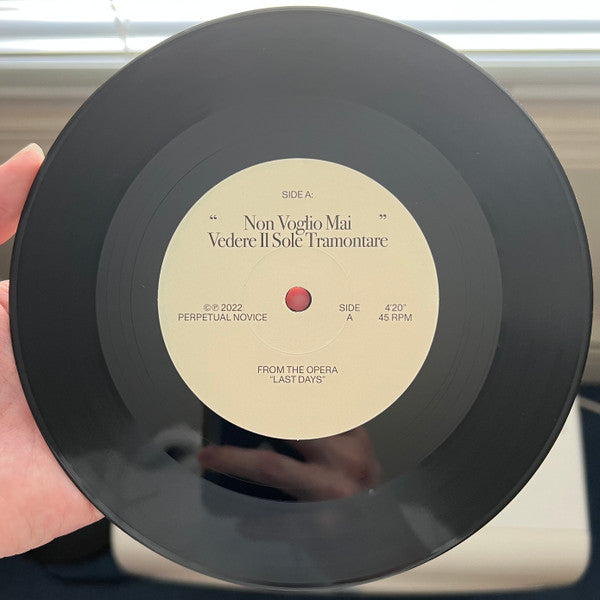 SIDE A:
“ Non Voglio Mai ”
Vedere Il Sole Tramontare
©℗ 2022
PERPETUAL NOVICE
SIDE
A
4'20"
45 RPM
FROM THE OPERA
"LAST DAYS"